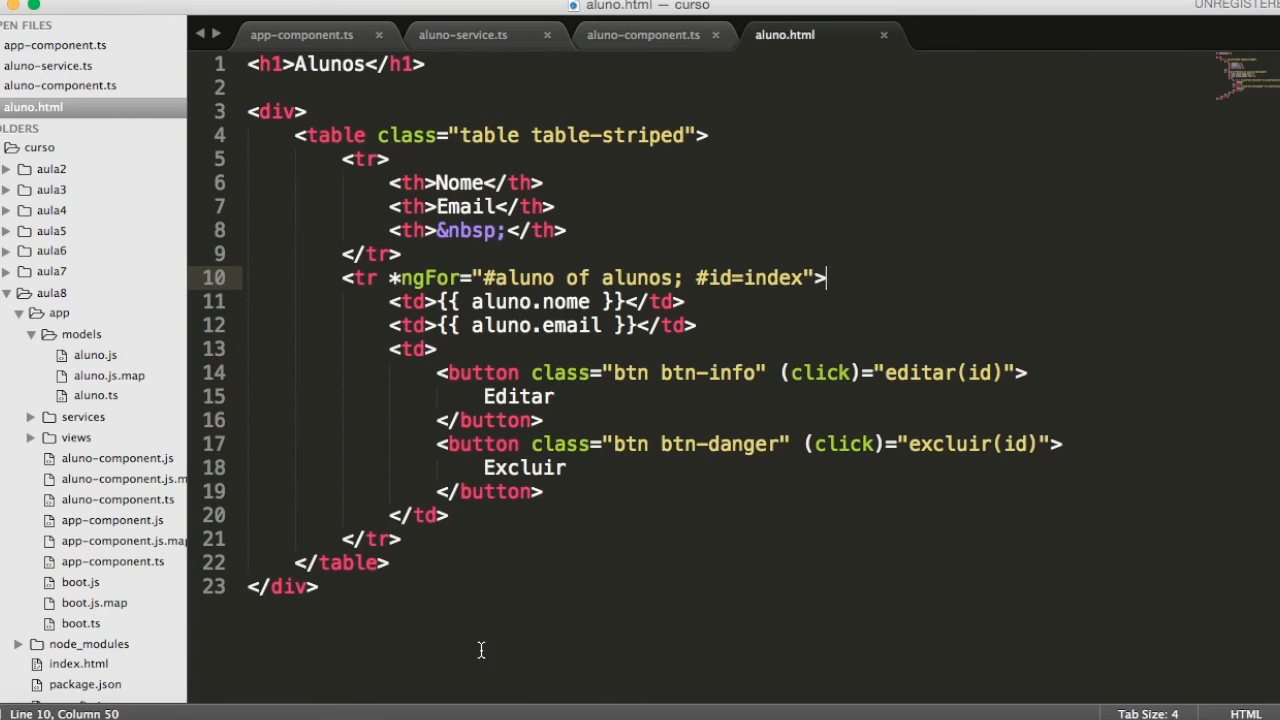 aluno.html — curso
UNREGISTERE
PEN FILES
app-component.ts
aluno-service.ts
aluno-component.ts
aluno.html
OLDERS
curso
aula2
aula3
aula4
aula5
aula6
aula7
aula8
app
models
aluno.js
aluno.js.map
aluno.ts
services
views
aluno-component.js
aluno-component.js.m
aluno-component.ts
app-component.js
app-component.js.map
app-component.ts
boot.js
boot.js.map
boot.ts
node_modules
index.html
package.json
app-component.ts × aluno-service.ts × aluno-component.ts × aluno.html ×
1 <h1>Alunos</h1>
2
3 <div>
4 <table class="table table-striped">
5 <tr>
6 <th>Nome</th>
7 <th>Email</th>
8 <th>&nbsp;</th>
9 </tr>
10 <tr *ngFor="#aluno of alunos; #id=index">
11 <td>{{ aluno.nome }}</td>
12 <td>{{ aluno.email }}</td>
13 <td>
14 <button class="btn btn-info" (click)="editar(id)">
15 Editar
16 </button>
17 <button class="btn btn-danger" (click)="excluir(id)">
18 Excluir
19 </button>
20 </td>
21 </tr>
22 </table>
23 </div>
Line 10, Column 50
Tab Size: 4
HTML